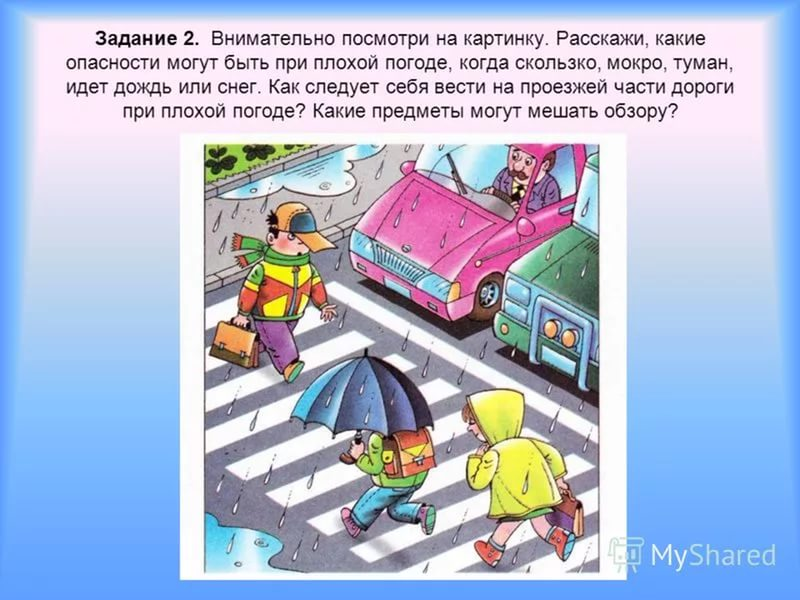 Задание 2. Внимательно посмотри на картинку. Расскажи, какие
опасности могут быть при плохой погоде, когда скользко, мокро, туман,
идет дождь или снег. Как следует себя вести на проезжей части дороги
при плохой погоде? Какие предметы могут мешать обзору?
MyShared